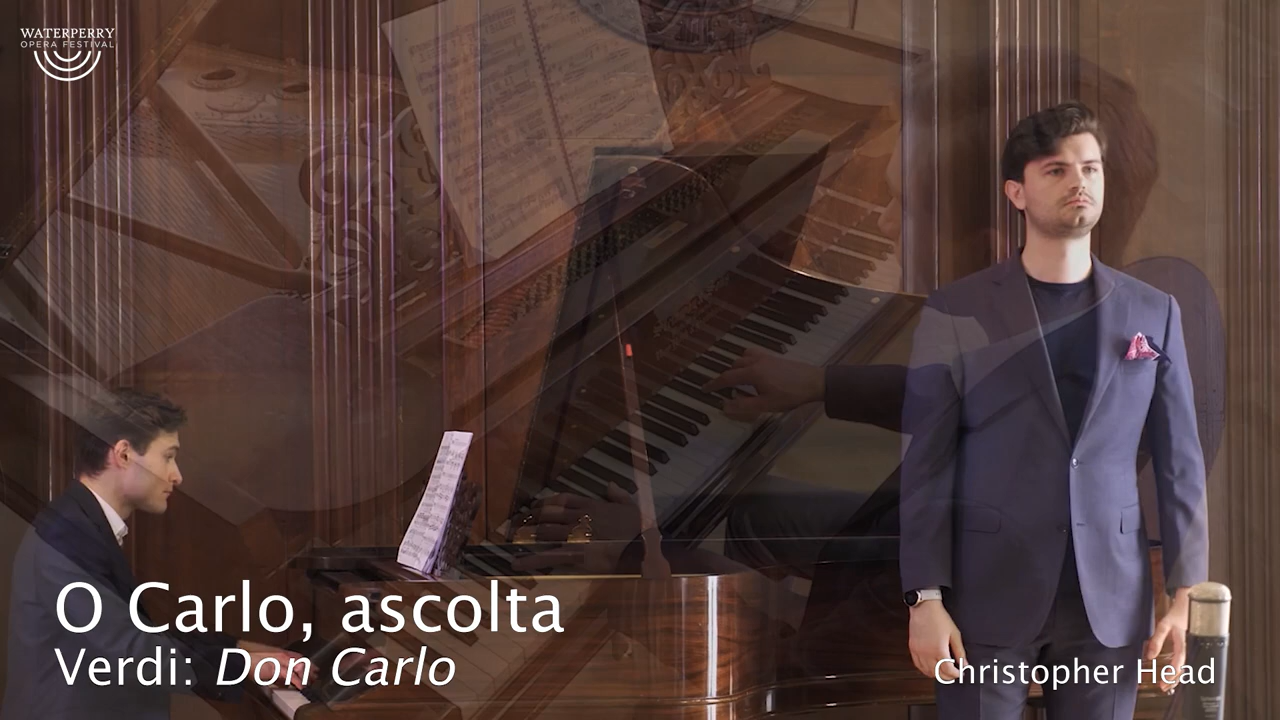 WATERPERRY
OPERA FESTIVAL
O Carlo, ascolta
Verdi: Don Carlo
Christopher Head